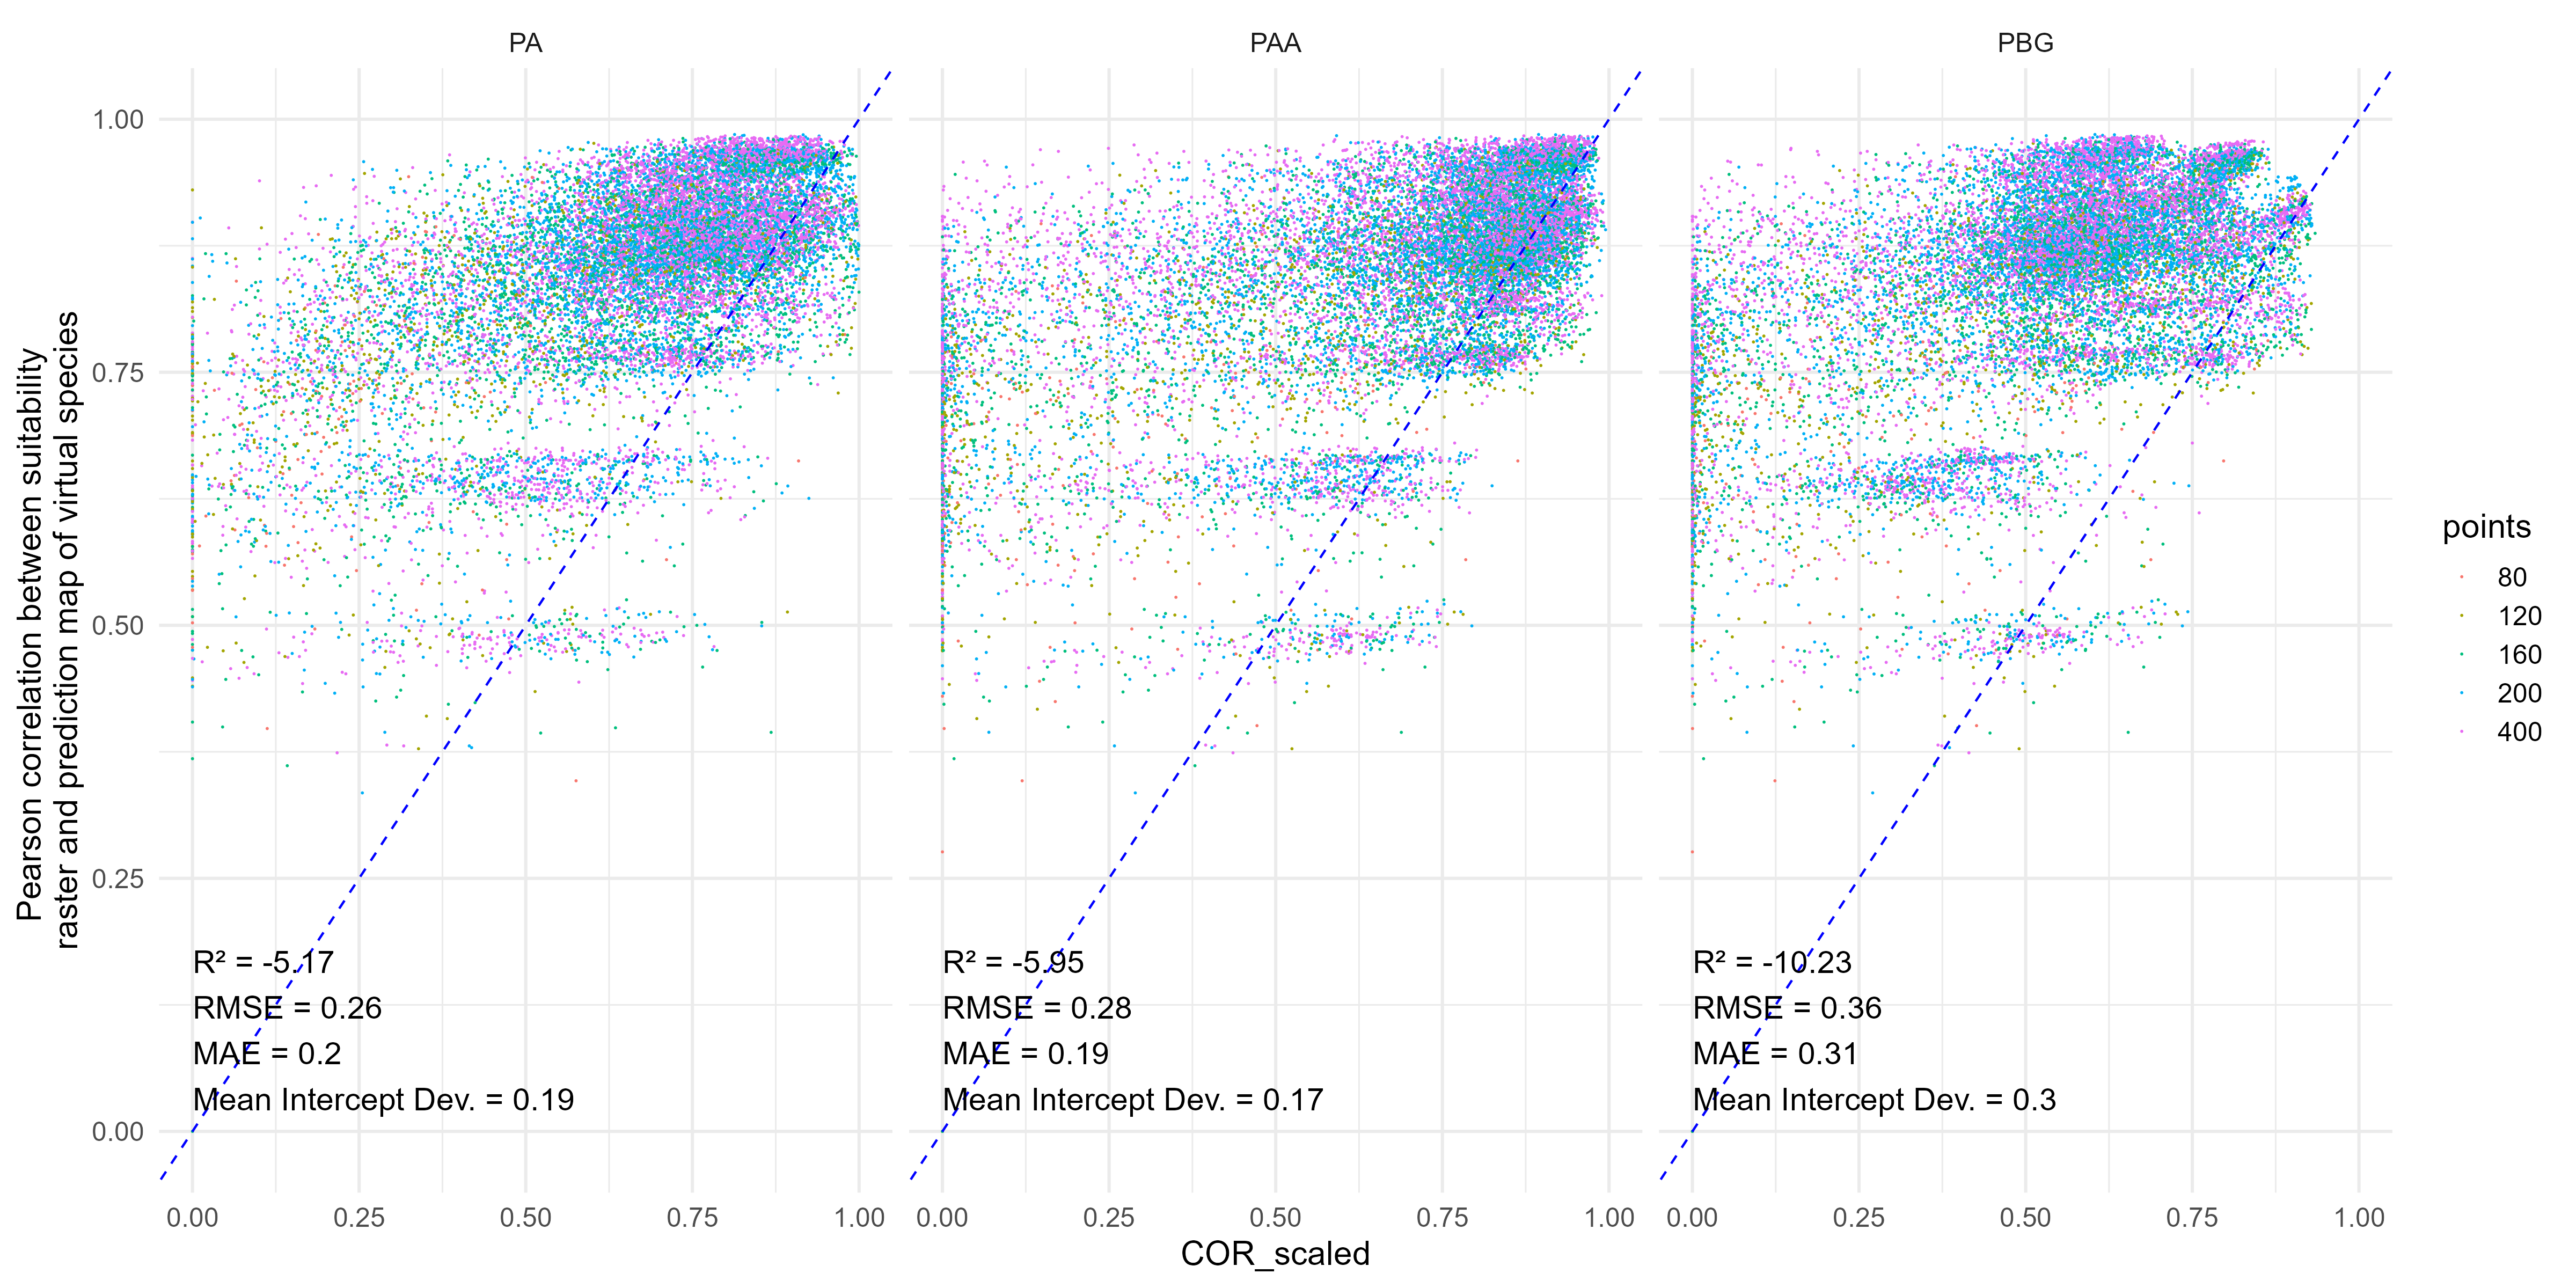 PA
PAA
PBG
Pearson correlation between suitability
raster and prediction map of virtual species
1.00
0.75
0.50
0.25
0.00
R² = -5.17
RMSE = 0.26
MAE = 0.2
Mean Intercept Dev. = 0.19
R² = -5.95
RMSE = 0.28
MAE = 0.19
Mean Intercept Dev. = 0.17
R² = -10.23
RMSE = 0.36
MAE = 0.31
Mean Intercept Dev. = 0.3
0.00 0.25 0.50 0.75 1.00
0.00 0.25 0.50 0.75 1.00
0.00 0.25 0.50 0.75 1.00
COR_scaled
points
80
120
160
200
400